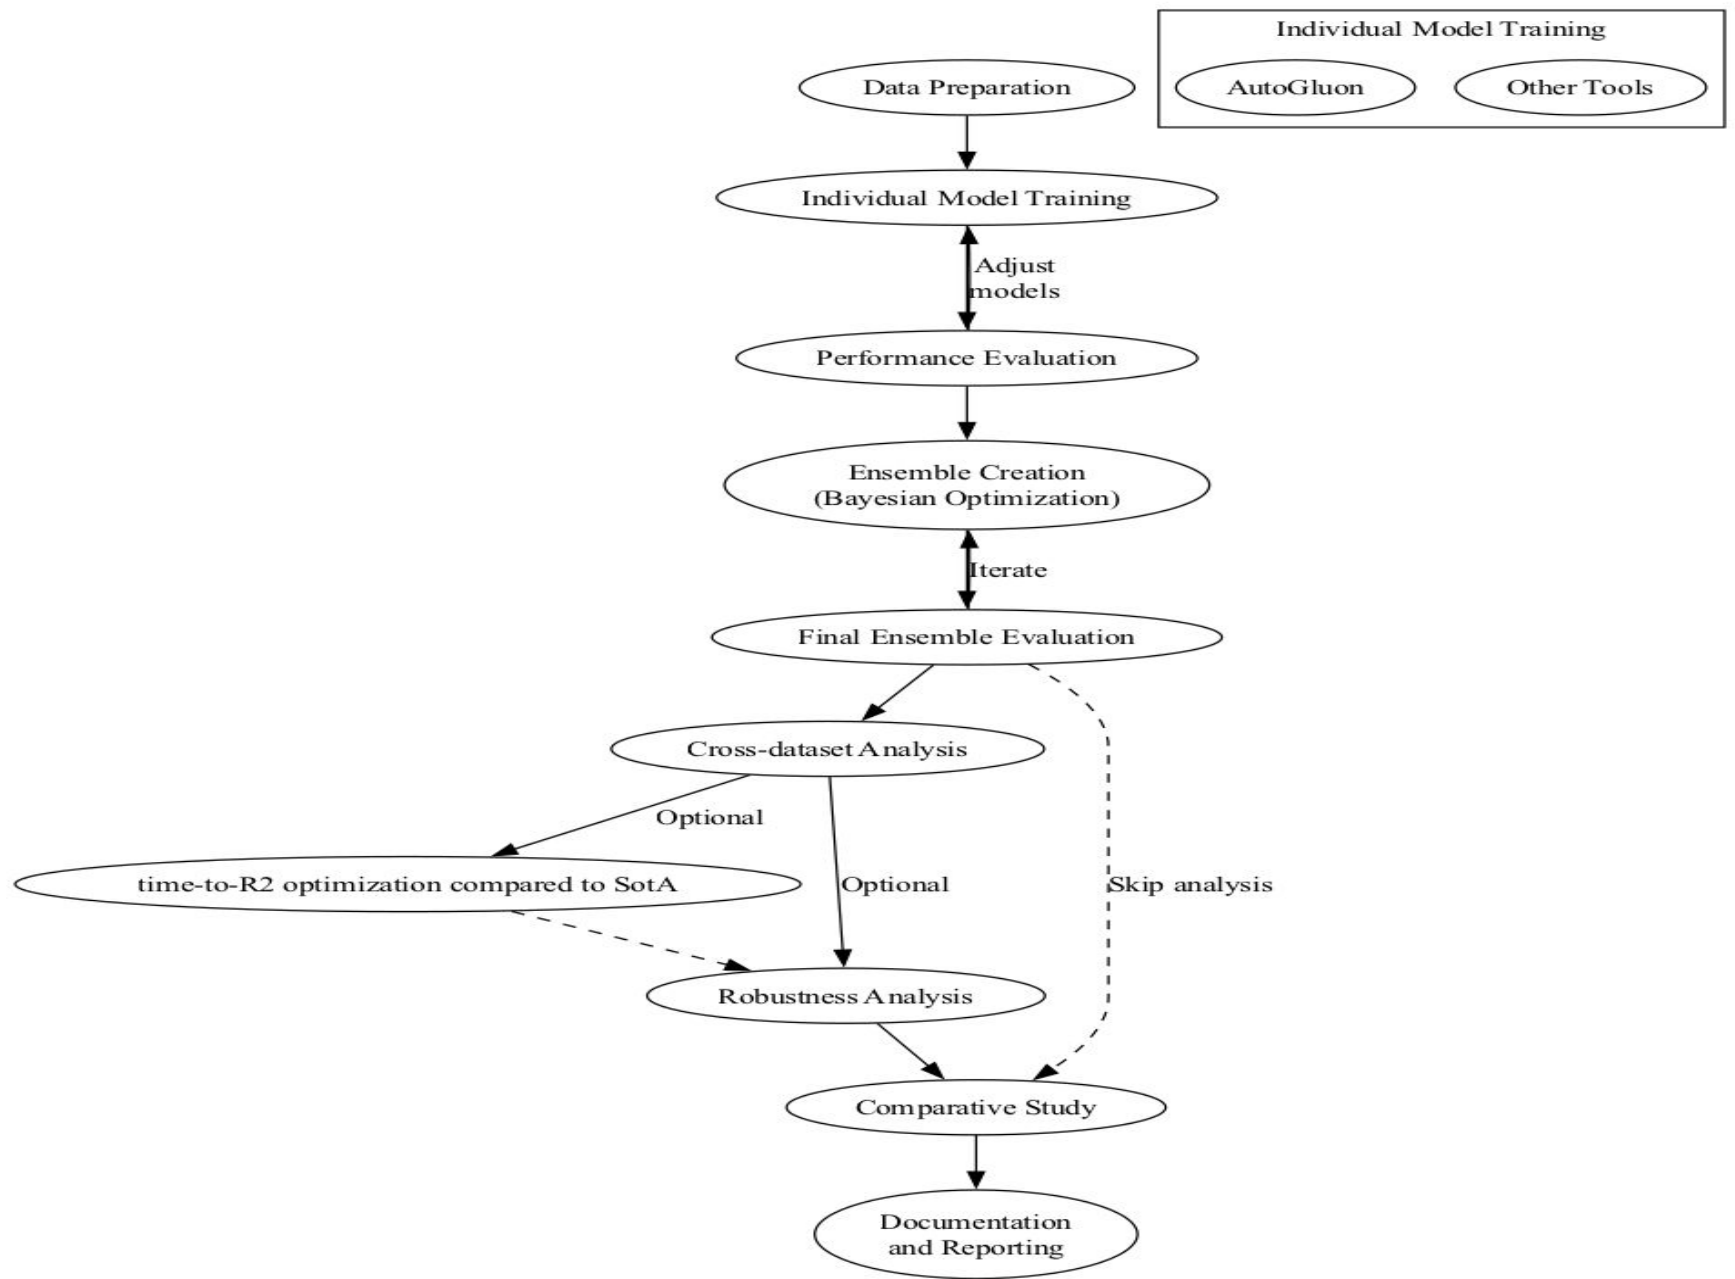 Individual Model Training
AutoGluon
Other Tools
Data Preparation
Individual Model Training
Adjust
models
Performance Evaluation
Ensemble Creation
(Bayesian Optimization)
Iterate
Final Ensemble Evaluation
Cross-dataset Analysis
Optional
time-to-R2 optimization compared to SotA
Optional
Skip analysis
Robustness Analysis
Comparative Study
Documentation
and Reporting